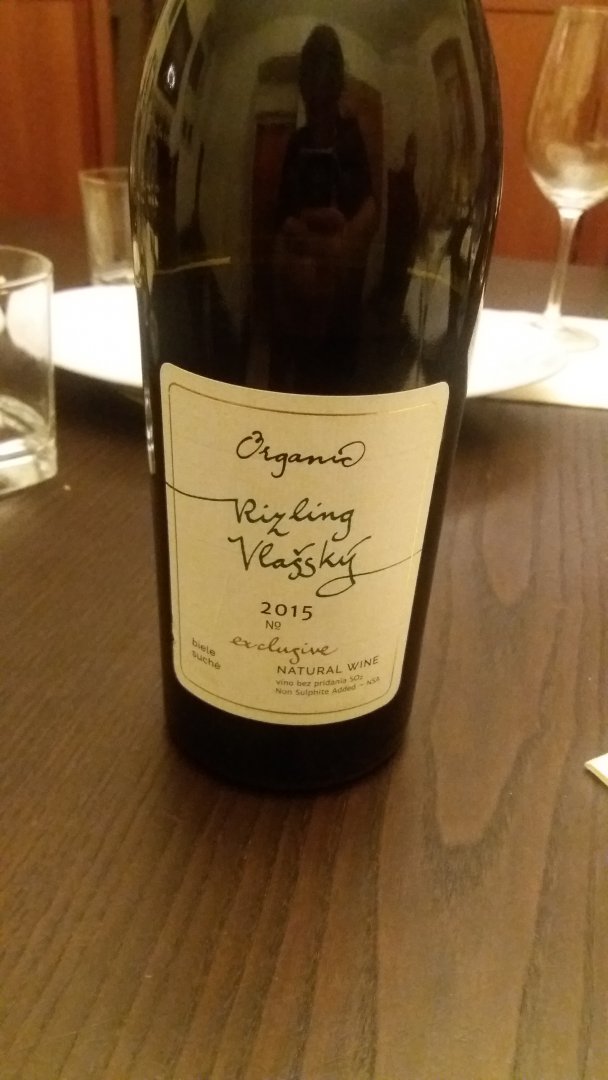 Organic
Rizling
Vlašský
2015
№
exclusive
biele
suché
NATURAL WINE
víno bez pridania SO₂
Non Sulphite Added - NSA